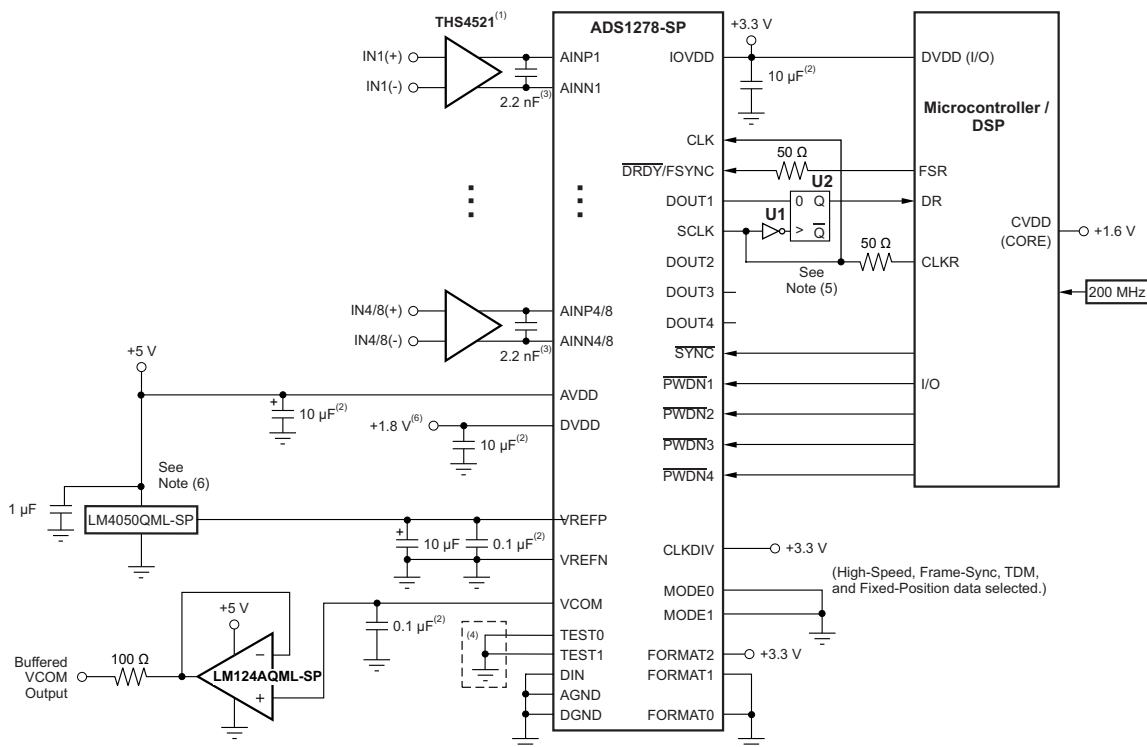 THS4521(1)
ADS1278-SP
+3.3 V
IN1(+)
AINP1
IOVDD
DVDD (I/O)
10 µF(2)
IN1(-)
AINN1
2.2 nF(3)
Microcontroller /
DSP
CLK
50 Ω
DRDY/FSYNC
FSR
U2
DOUT1
0 Q
DR
U1
CVDD
(CORE)
+1.6 V
SCLK
> Q
50 Ω
DOUT2
See
Note (5)
CLKR
DOUT3
200 MHz
IN4/8(+)
AINP4/8
DOUT4
IN4/8(-)
AINN4/8
2.2 nF(3)
SYNC
+5 V
PWDN1
I/O
AVDD
10 µF(2)
+
PWDN2
+1.8 V(6)
DVDD
10 µF(2)
PWDN3
See
Note (6)
PWDN4
1 µF
LM4050QML-SP
VREFP
+
10 µF
0.1 µF(2)
VREFN
CLKDIV
+3.3 V
(High-Speed, Frame-Sync, TDM,
and Fixed-Position data selected.)
MODE0
VCOM
MODE1
+5 V
0.1 µF(2)
(4)
TEST0
TEST1
FORMAT2
+3.3 V
Buffered
VCOM
Output
100 Ω
−
LM124AQML-SP
+
DIN
FORMAT1
AGND
DGND
FORMAT0